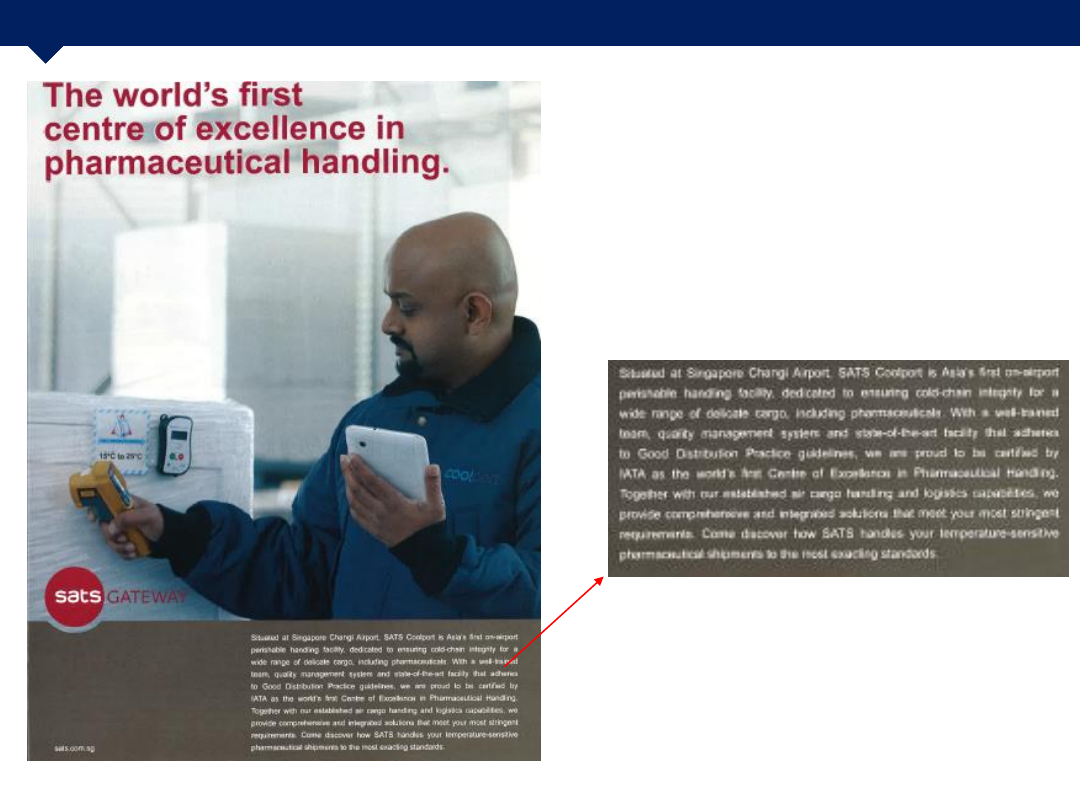 The world's first
centre of excellence in
pharmaceutical handling.
15°C to 25°C
coolport
sats GATEWAY
Situated at Singapore Changi Airport, SATS Coolport is Asia's first on-airport
perishable handling facility, dedicated to ensuring cold-chain integrity for a
wide range of delicate cargo, including pharmaceuticals. With a well-trained
team, quality management system and state-of-the-art facility that adheres
to Good Distribution Practice guidelines, we are proud to be certified by
IATA as the world's first Centre of Excellence in Pharmaceutical Handling.
Together with our established air cargo handling and logistics capabilities, we
provide comprehensive and integrated solutions that meet your most stringent
requirements. Come discover how SATS handles your temperature-sensitive
pharmaceutical shipments to the most exacting standards.
sats.com.sg
Situated at Singapore Changi Airport, SATS Coolport is Asia's first on-airport
perishable handling facility, dedicated to ensuring cold-chain integrity for a
wide range of delicate cargo, including pharmaceuticals. With a well-trained
team, quality management system and state-of-the-art facility that adheres
to Good Distribution Practice guidelines, we are proud to be certified by
IATA as the world's first Centre of Excellence in Pharmaceutical Handling.
Together with our established air cargo handling and logistics capabilities, we
provide comprehensive and integrated solutions that meet your most stringent
requirements. Come discover how SATS handles your temperature-sensitive
pharmaceutical shipments to the most exacting standards.